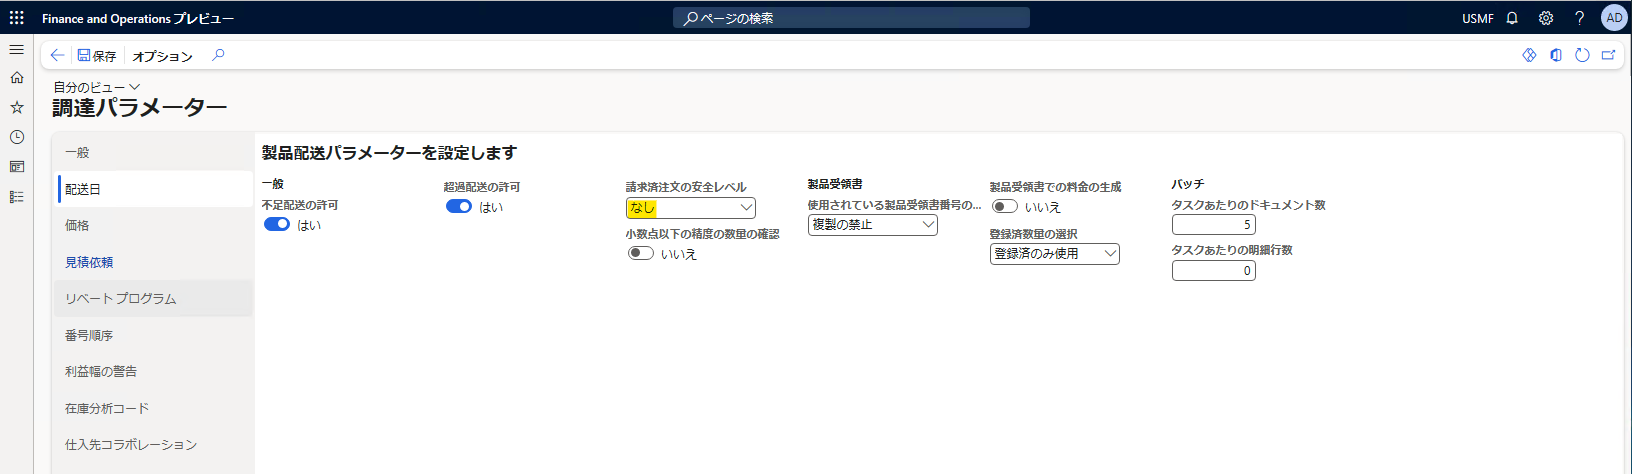 Finance and Operations プレビュー
ページの検索
USMF
AD
保存
オプション
自分のビュー
調達パラメーター
一般
配送日
価格
見積依頼
リベート プログラム
番号順序
利益幅の警告
在庫分析コード
仕入先コラボレーション
製品配送パラメーターを設定します
一般
不足配送の許可
はい
超過配送の許可
はい
請求済注文の安全レベル
なし
小数点以下の精度の数量の確認
いいえ
製品受領書
使用されている製品受領書番号の...
複製の禁止
製品受領書での料金の生成
いいえ
登録済数量の選択
登録済のみ使用
バッチ
タスクあたりのドキュメント数
5
タスクあたりの明細行数
0